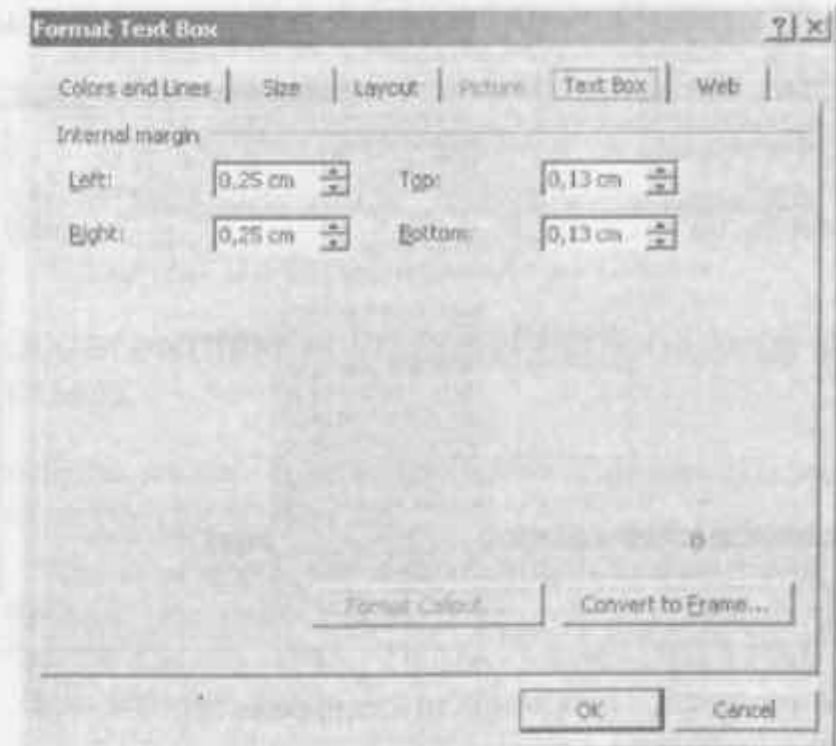 Format Text Box ? ×
Colors and Lines Size Layout Picture Text Box Web
Internal margin
Left: 0,25 cm Top: 0,13 cm
Right: 0,25 cm Bottom: 0,13 cm
Format Callout... Convert to Frame...
OK Cancel